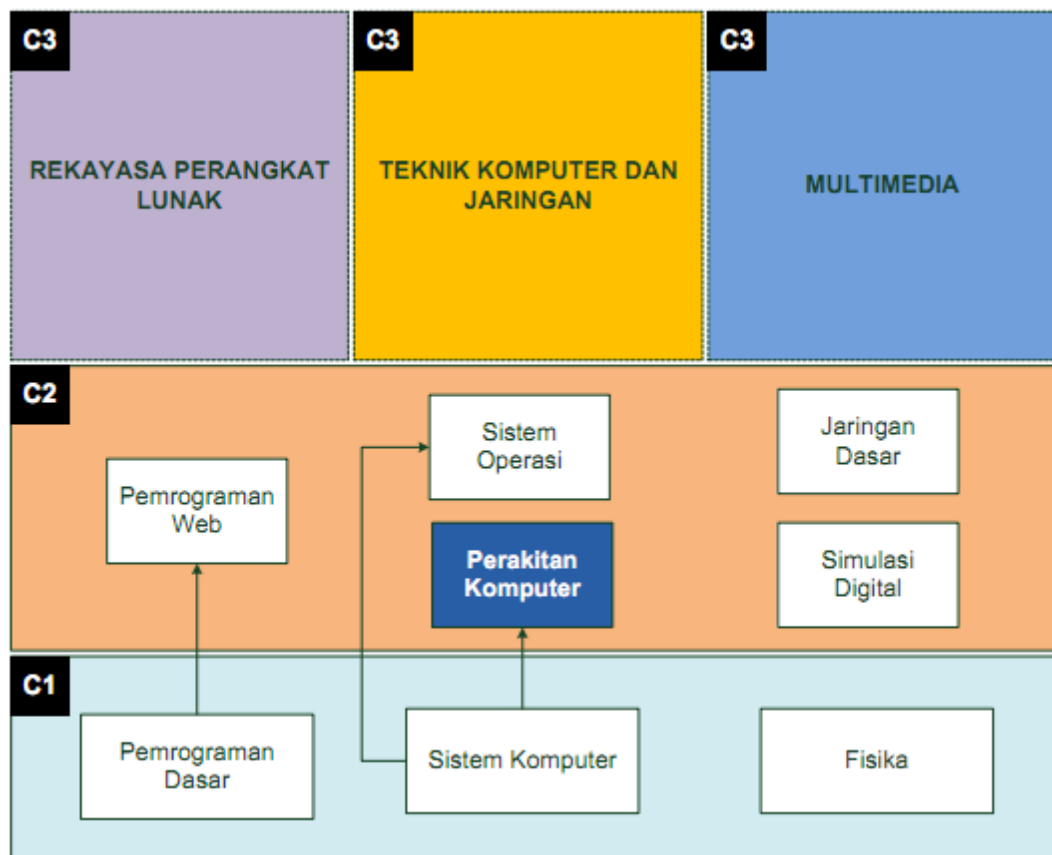 C3
REKAYASA PERANGKAT
LUNAK
C3
TEKNIK KOMPUTER DAN
JARINGAN
C3
MULTIMEDIA
C2
Pemrograman
Web
Sistem
Operasi
Perakitan
Komputer
Jaringan
Dasar
Simulasi
Digital
C1
Pemrograman
Dasar
Sistem Komputer
Fisika